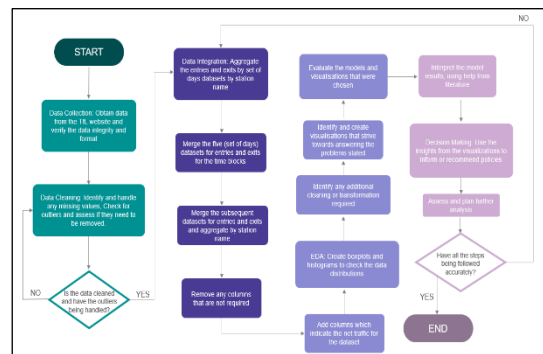 NO
START
Data Collection: Obtain data
from the TfL website and
verify the data integrity and
format
Data Cleaning: Identify and handle
any missing values, Check for
outliers and assess if they need to
be removed.
Is the data cleaned
and have the outliers
being handled?
NO
YES
Data Integration: Aggregate
the entries and exits by set of
days datasets by station
name
Merge the five (set of days)
datasets for entries and exits
for the time blocks
Merge the subsequent
datasets for entries and exits
and aggregate by station
name
Remove any columns
that are not required
Add columns which
indicate the net traffic for
the dataset
EDA: Create boxplots and
histograms to check the data
distributions
Identify any additional
cleaning or transformation
required
Identify and create
visualisations that strive
towards answering the
problems stated
Evaluate the models and
visualisations that were
chosen
Interpret the model
results, using help from
literature
Decision Making: Use the
insights from the visualizations to
inform or recommend policies
Assess and plan further
analysis
Have all the steps
being followed
accurately?
YES
END